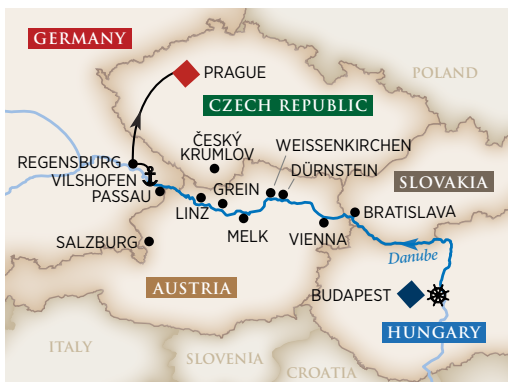 GERMANY
PRAGUE
POLAND
CZECH REPUBLIC
ČESKÝ
KRUMLOV
WEISSENKIRCHEN
REGENSBURG
DÜRNSTEIN
VILSHOFEN
GREIN
SLOVAKIA
PASSAU
LINZ
BRATISLAVA
MELK
VIENNA
SALZBURG
Danube
AUSTRIA
BUDAPEST
HUNGARY
ITALY
SLOVENIA
CROATIA